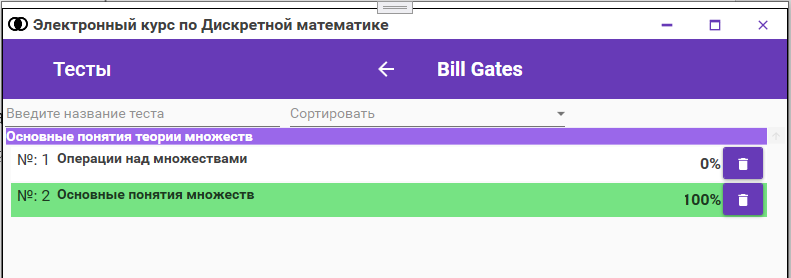 Электронный курс по Дискретной математике
Тесты Bill Gates
Введите название теста Сортировать
Основные понятия теории множеств
№: 1 Операции над множествами 0%
№: 2 Основные понятия множеств 100%